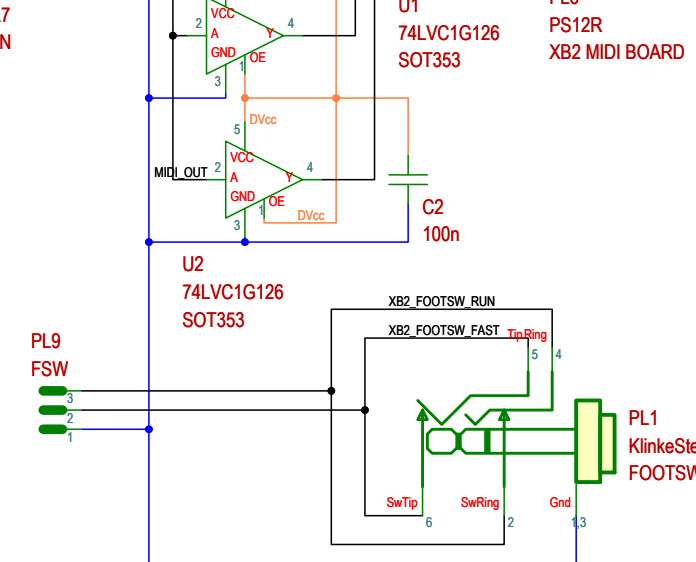 17
N
VCC
A
GND
Y
OE
2
4
3
1
U1
74LVC1G126
SOT353
PS12R
XB2 MIDI BOARD
DVcc
5
MIDI_OUT
2
VCC
A
GND
Y
OE
4
3
1
DVcc
C2
100n
U2
74LVC1G126
SOT353
XB2_FOOTSW_RUN
XB2_FOOTSW_FAST
Tip
Ring
5
4
PL9
FSW
3
2
1
PL1
KlinkeSte
FOOTSW
SwTip
SwRing
Gnd
6
2
1,3